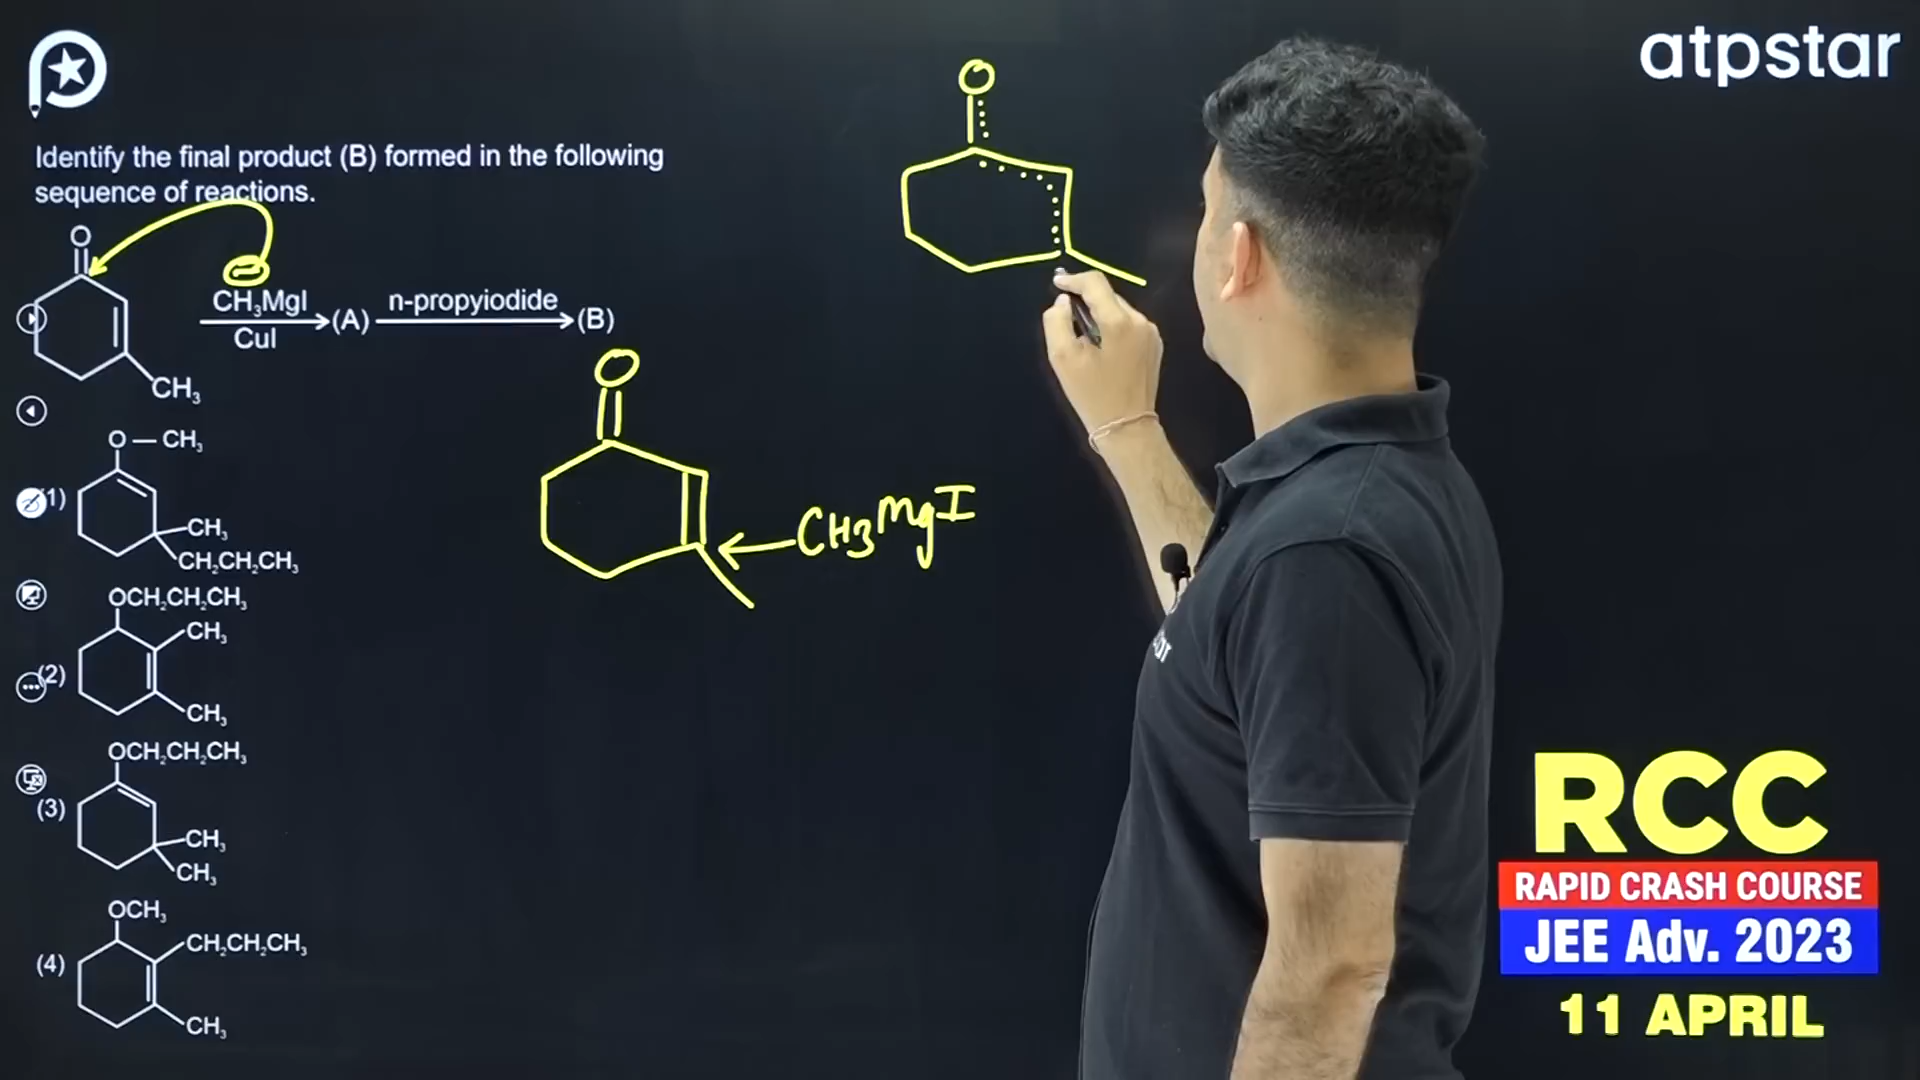 atpstar
Identify the final product (B) formed in the following
sequence of reactions.
O
CH₃MgI
CuI
(A)
n-propyiodide
(B)
CH₃
O
O
CH₃MgI
(1)
O — CH₃
CH₃
CH₂CH₂CH₃
(2)
OCH₂CH₂CH₃
CH₃
CH₃
(3)
OCH₂CH₂CH₃
CH₃
CH₃
(4)
OCH₃
CH₂CH₂CH₃
CH₃
RCC
RAPID CRASH COURSE
JEE Adv. 2023
11 APRIL